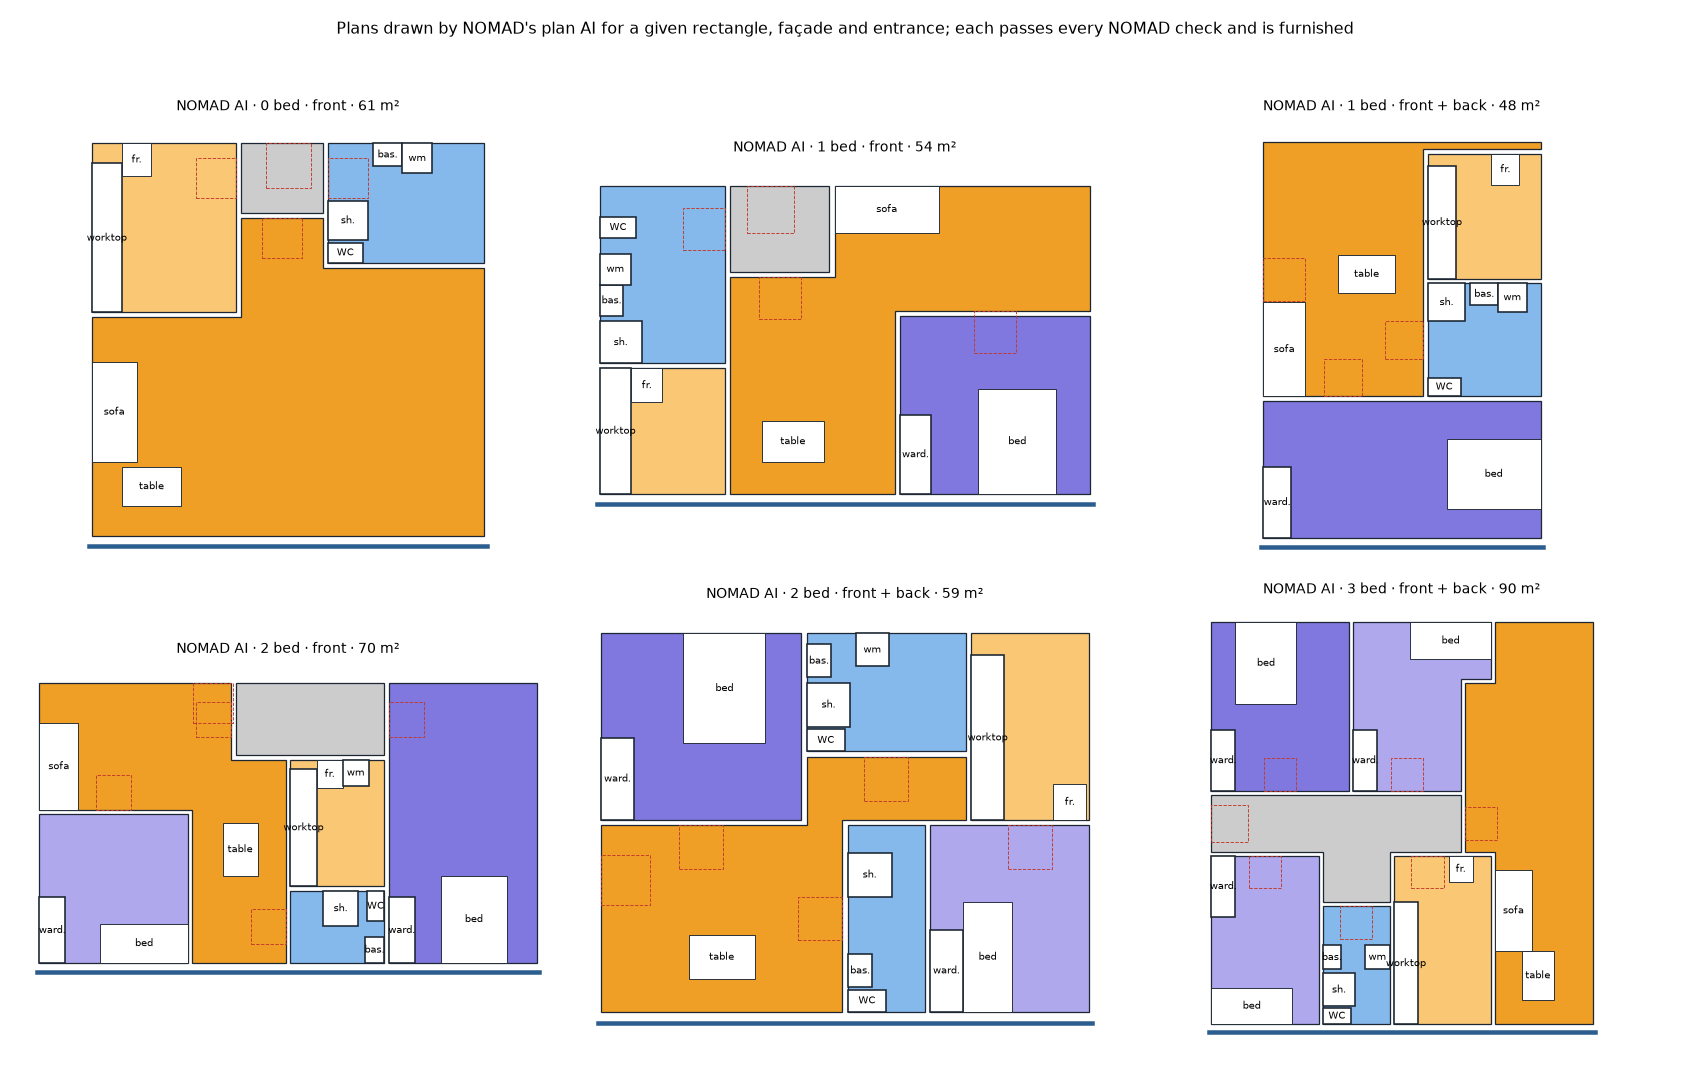 Plans drawn by NOMAD's plan AI for a given rectangle, façade and entrance; each passes every NOMAD check and is furnished
NOMAD AI · 0 bed · front · 61 m²
fr.
bas.
wm
sh.
WC
worktop
sofa
table
NOMAD AI · 1 bed · front · 54 m²
sofa
WC
wm
bas.
sh.
fr.
worktop
table
ward.
bed
NOMAD AI · 1 bed · front + back · 48 m²
fr.
worktop
table
sh.
bas.
wm
sofa
WC
bed
ward.
NOMAD AI · 2 bed · front · 70 m²
sofa
fr.
wm
worktop
table
sh.
WC
ward.
bed
bas.
ward.
bed
NOMAD AI · 2 bed · front + back · 59 m²
bed
bas.
wm
sh.
WC
worktop
ward.
fr.
sh.
table
bas.
WC
ward.
bed
NOMAD AI · 3 bed · front + back · 90 m²
bed
bed
ward.
ward.
fr.
ward.
sofa
bas.
wm
worktop
table
sh.
bed
WC